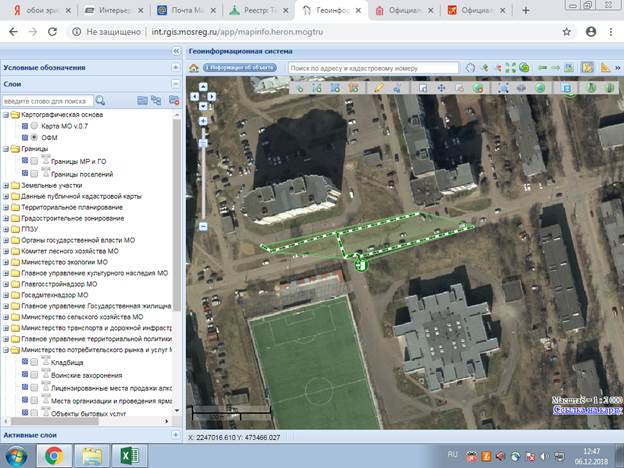 обои эри
Интерьер
Почта Ма
Реестр: Те
Геоинформ
Официал
Официал
Не защищено | int.rgis.mosreg.ru/app/mapinfo.heron.mogtru
Условные обозначения
Слои
введите слово для поиска
Картографическая основа
Карта МО v.0.7
ОФМ
Границы
Границы МР и ГО
Границы поселений
Земельные участки
Данные публичной кадастровой карты
Территориальное планирование
Градостроительное зонирование
ГПЗУ
Органы государственной власти МО
Комитет лесного хозяйства МО
Министерство экологии МО
Главное управление культурного наследия МО
Главгосстройнадзор МО
Госадмтехнадзор МО
Главное управление Государственная жилищна
Министерство сельского хозяйства МО
Министерство транспорта и дорожной инфрастр
Главное управление территориальной политики
Министерство потребительского рынка и услуг М
Кладбища
Воинские захоронения
Лицензированные места продажи алко
Места организации и проведения ярма
Объекты бытовых услуг
Активные слои
Геоинформационная система
Информация об объекте
Поиск по адресу и кадастровому номеру
Масштаб = 1 : 2 000
Ссылка на карту
X: 2247016.610 Y: 473466.027
RU
12:47
06.12.2018